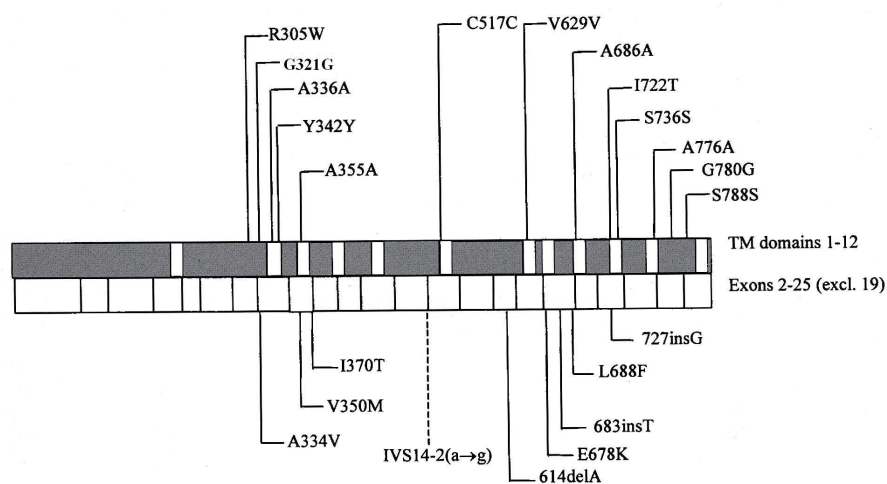 C517C
V629V
R305W
A686A
G321G
A336A
I722T
S736S
Y342Y
A776A
A355A
G780G
S788S
TM domains 1-12
Exons 2-25 (excl. 19)
727insG
I370T
L688F
V350M
683insT
A334V
IVS14-2(a→g)
E678K
614delA